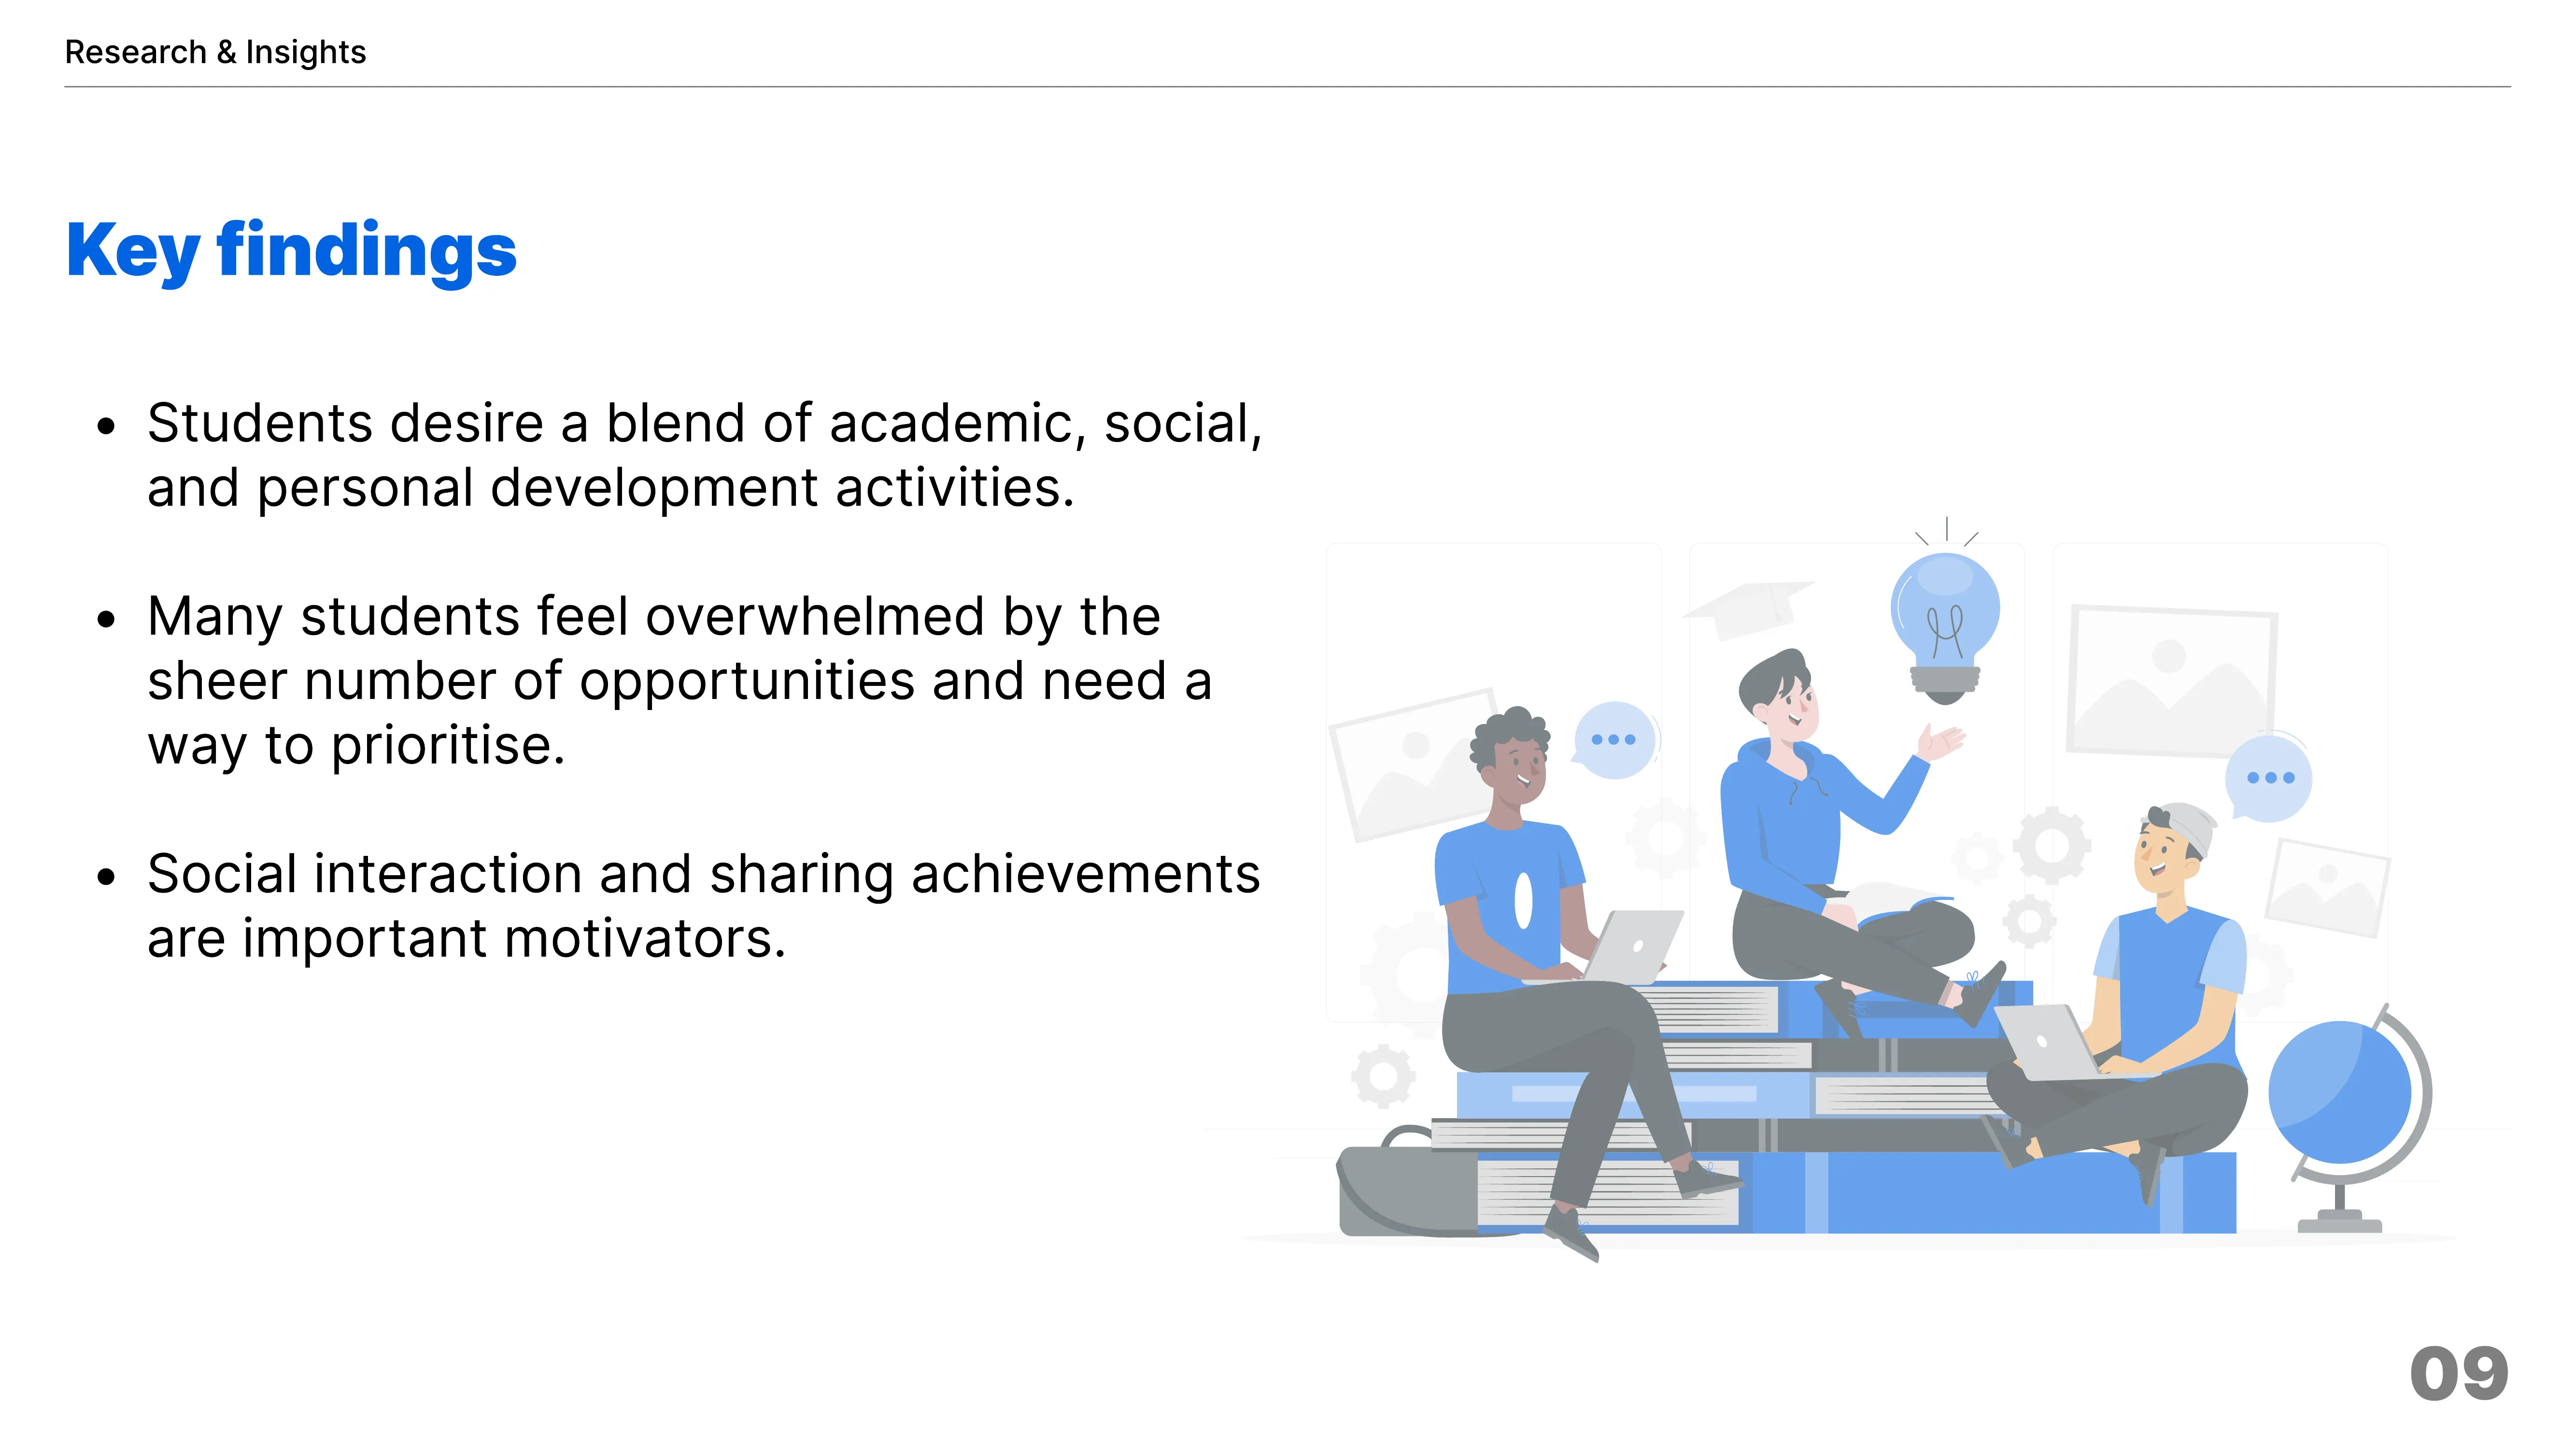 Research & Insights
Key findings
• Students desire a blend of academic, social,
and personal development activities.
• Many students feel overwhelmed by the
sheer number of opportunities and need a
way to prioritise.
• Social interaction and sharing achievements
are important motivators.
09